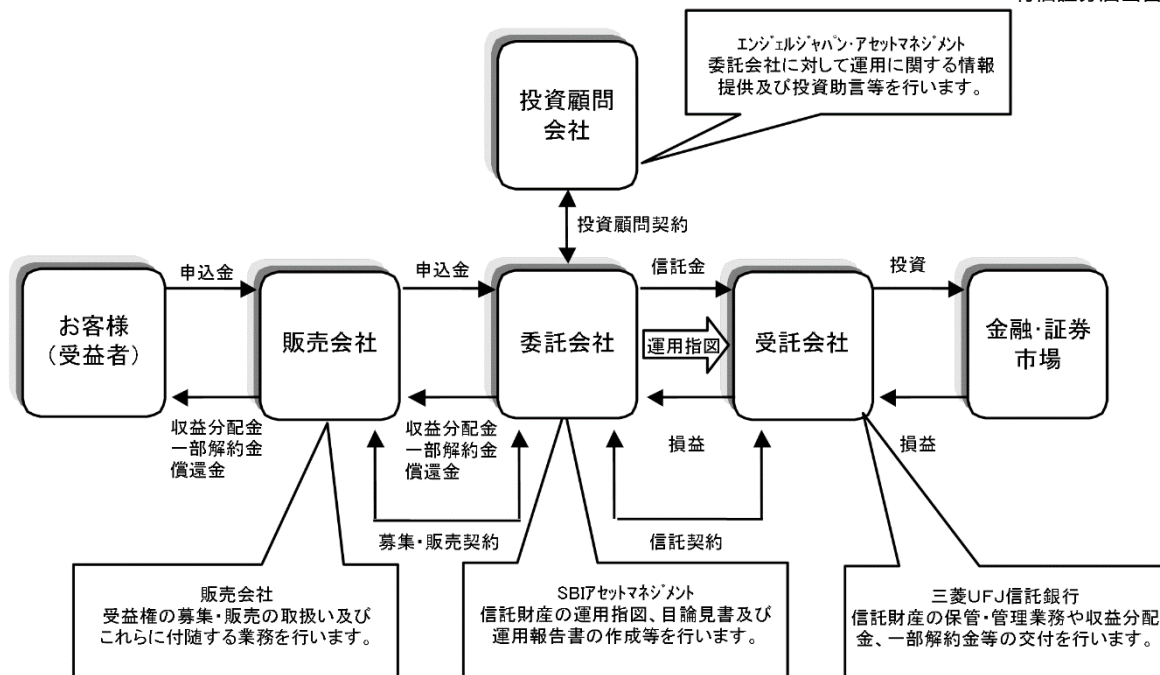 エンジェルジャパン・アセットマネジメント
委託会社に対して運用に関する情報
提供及び投資助言等を行います。
投資顧問
会社
投資顧問契約
申込金
申込金
信託金
投資
お客様
（受益者）
販売会社
委託会社
運用指図
受託会社
金融・証券
市場
収益分配金
一部解約金
償還金
収益分配金
一部解約金
償還金
損益
損益
募集・販売契約
信託契約
販売会社
受益権の募集・販売の取扱い及び
これらに付随する業務を行います。
SBIアセットマネジメント
信託財産の運用指図、目論見書及び
運用報告書の作成等を行います。
三菱UFJ信託銀行
信託財産の保管・管理業務や収益分配
金、一部解約金等の交付を行います。